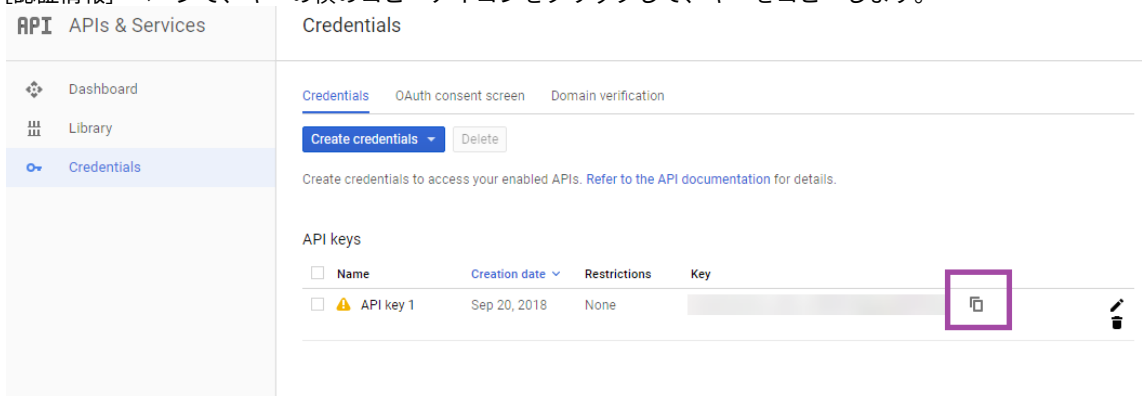 API APIs & Services
Credentials
Dashboard
Library
Credentials
Credentials OAuth consent screen Domain verification
Create credentials Delete
Create credentials to access your enabled APIs. Refer to the API documentation for details.
API keys
Name Creation date Restrictions Key
API key 1 Sep 20, 2018 None